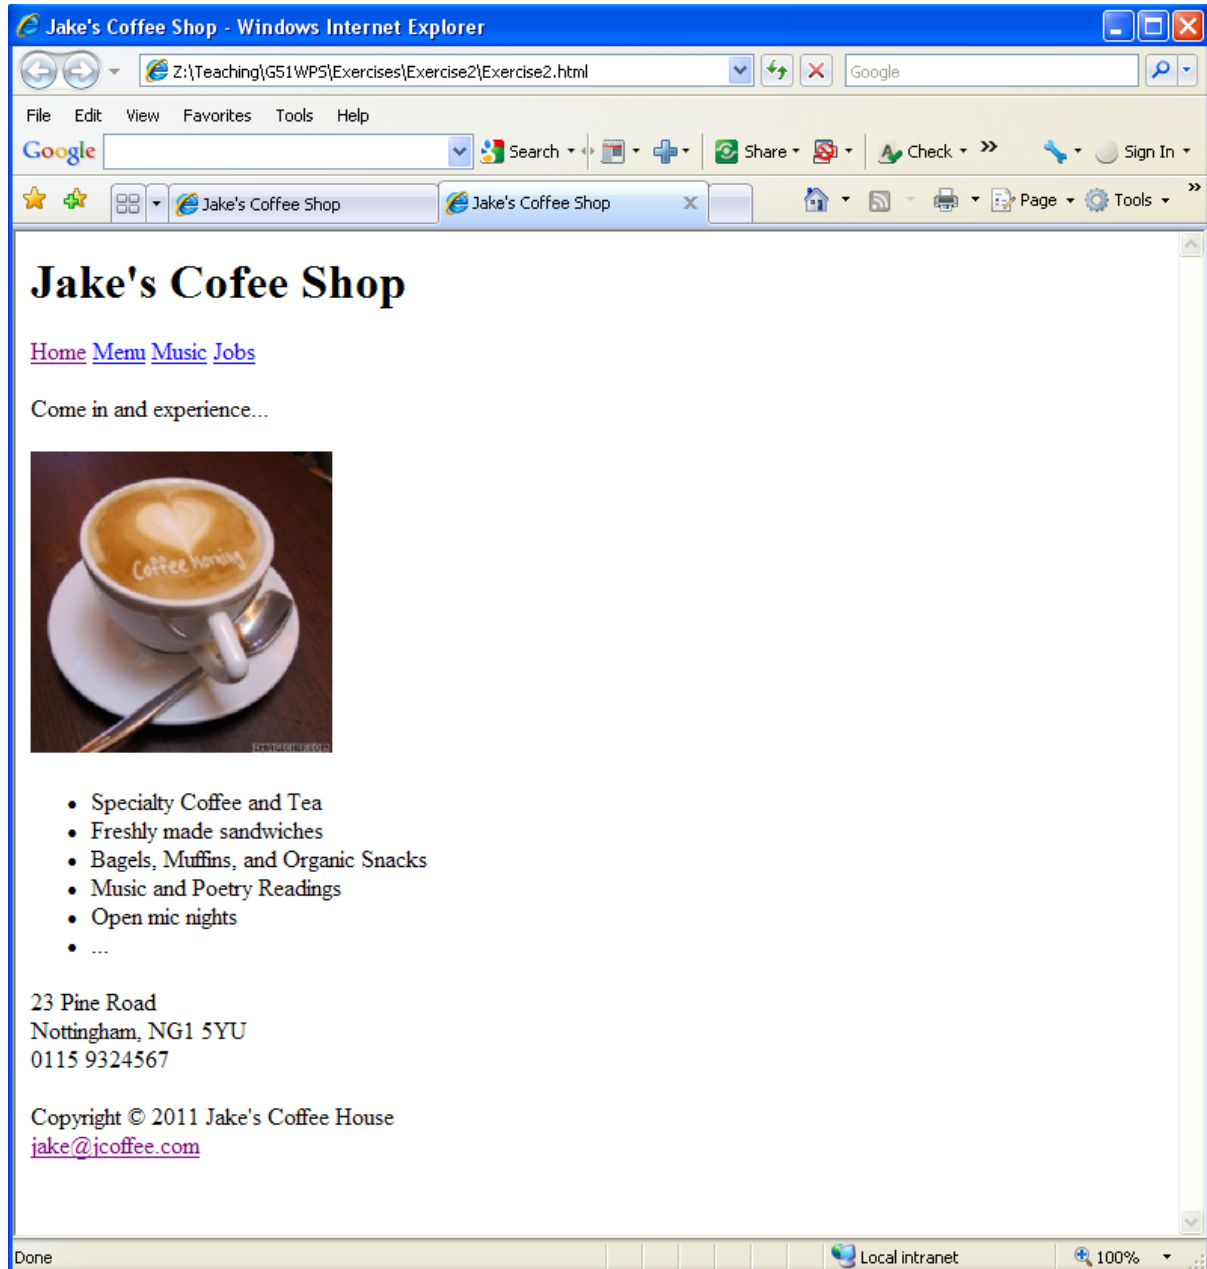 Jake's Coffee Shop - Windows Internet Explorer
Z:\Teaching\G51WPS\Exercises\Exercise2\Exercise2.html
Google
File Edit View Favorites Tools Help
Google Search Share Check Sign In
Jake's Coffee Shop Jake's Coffee Shop Page Tools
Jake's Cofee Shop
Home Menu Music Jobs
Come in and experience...
Coffee Morning
IMAGECHEF.COM
• Specialty Coffee and Tea
• Freshly made sandwiches
• Bagels, Muffins, and Organic Snacks
• Music and Poetry Readings
• Open mic nights
• ...
23 Pine Road
Nottingham, NG1 5YU
0115 9324567
Copyright © 2011 Jake's Coffee House
jake@jcoffee.com
Done Local intranet 100%